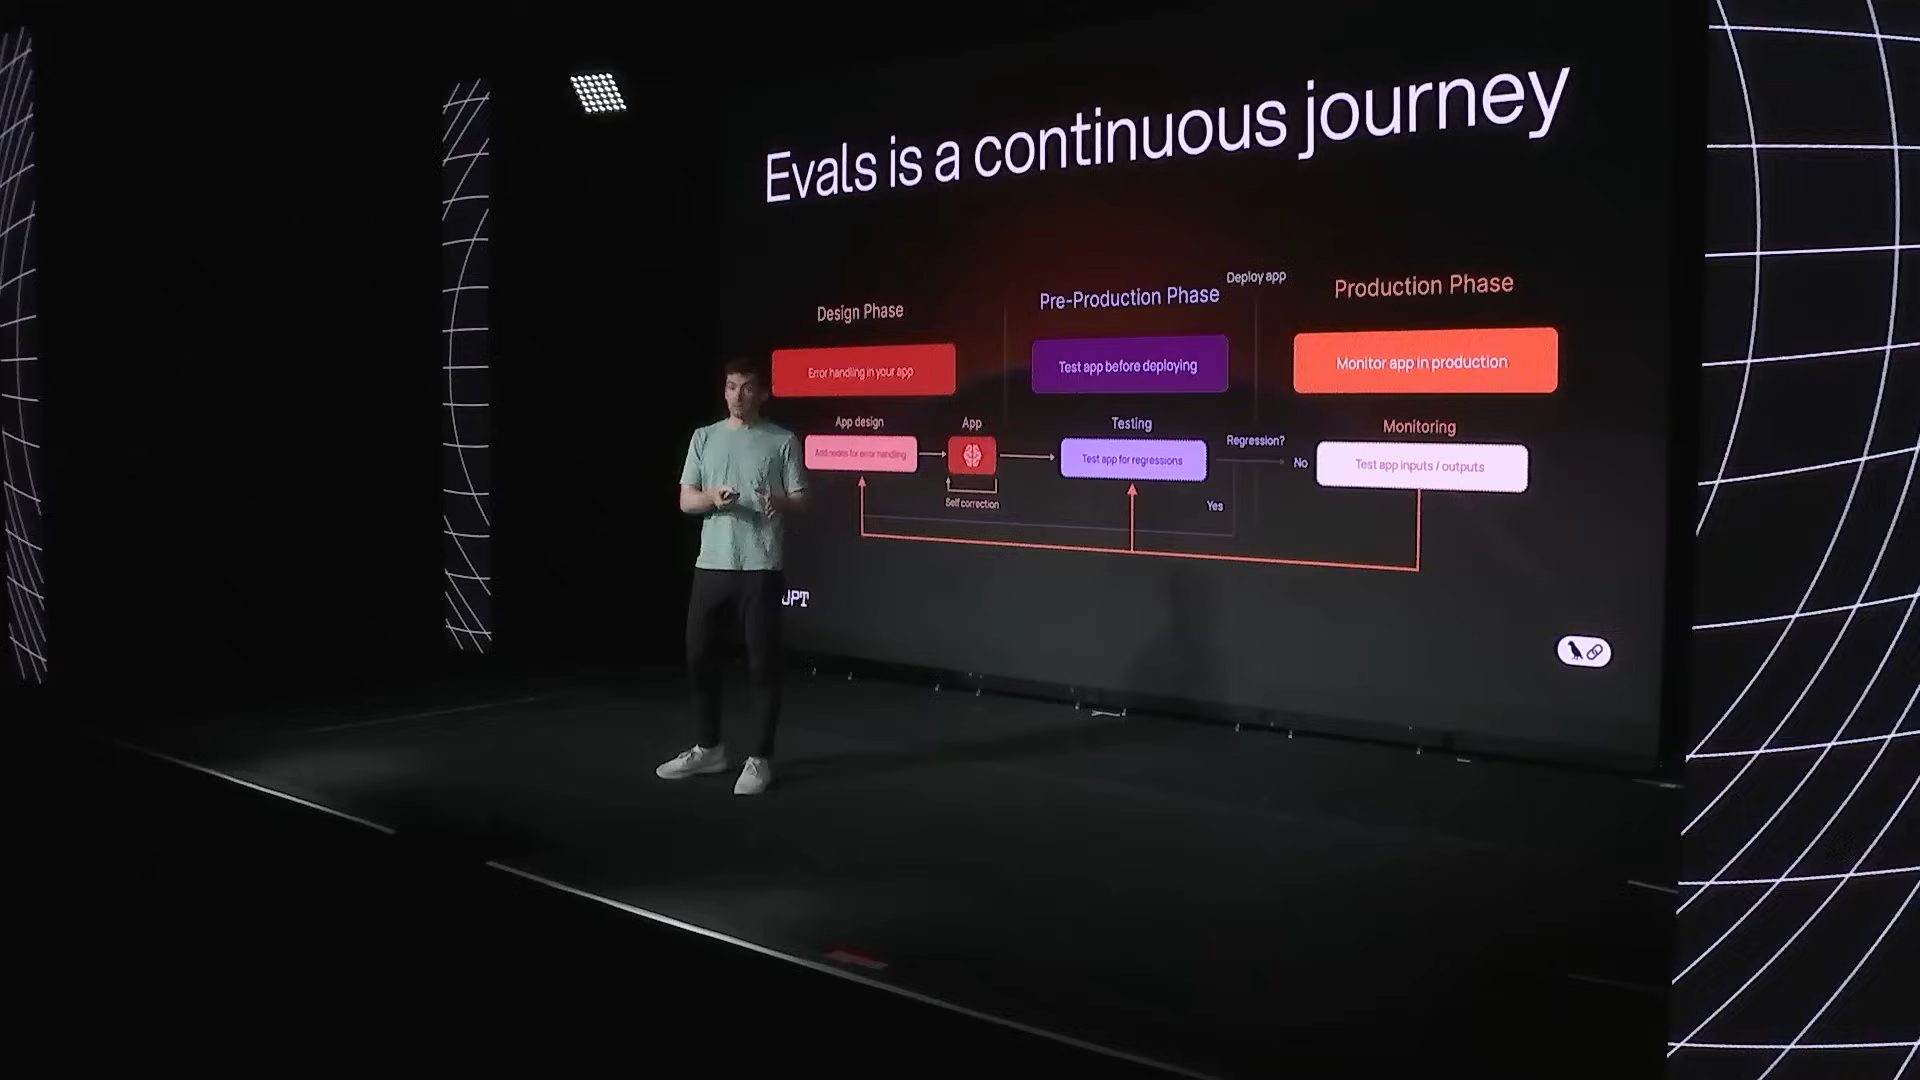 Evals is a continuous journey
Deploy app
Design Phase
Pre-Production Phase
Production Phase
Error handling in your app
Test app before deploying
Monitor app in production
App design
App
Testing
Regression?
Monitoring
Add nodes for error handling
Test app for regressions
No
Test app inputs / outputs
Self correction
Yes
UPT